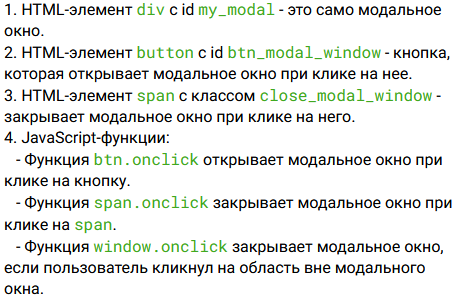 1. HTML-элемент div с id my_modal - это само модальное
окно.
2. HTML-элемент button с id btn_modal_window - кнопка,
которая открывает модальное окно при клике на нее.
3. HTML-элемент span с классом close_modal_window -
закрывает модальное окно при клике на него.
4. JavaScript-функции:
- Функция btn.onclick открывает модальное окно при
клике на кнопку.
- Функция span.onclick закрывает модальное окно при
клике на span.
- Функция window.onclick закрывает модальное окно,
если пользователь кликнул на область вне модального
окна.